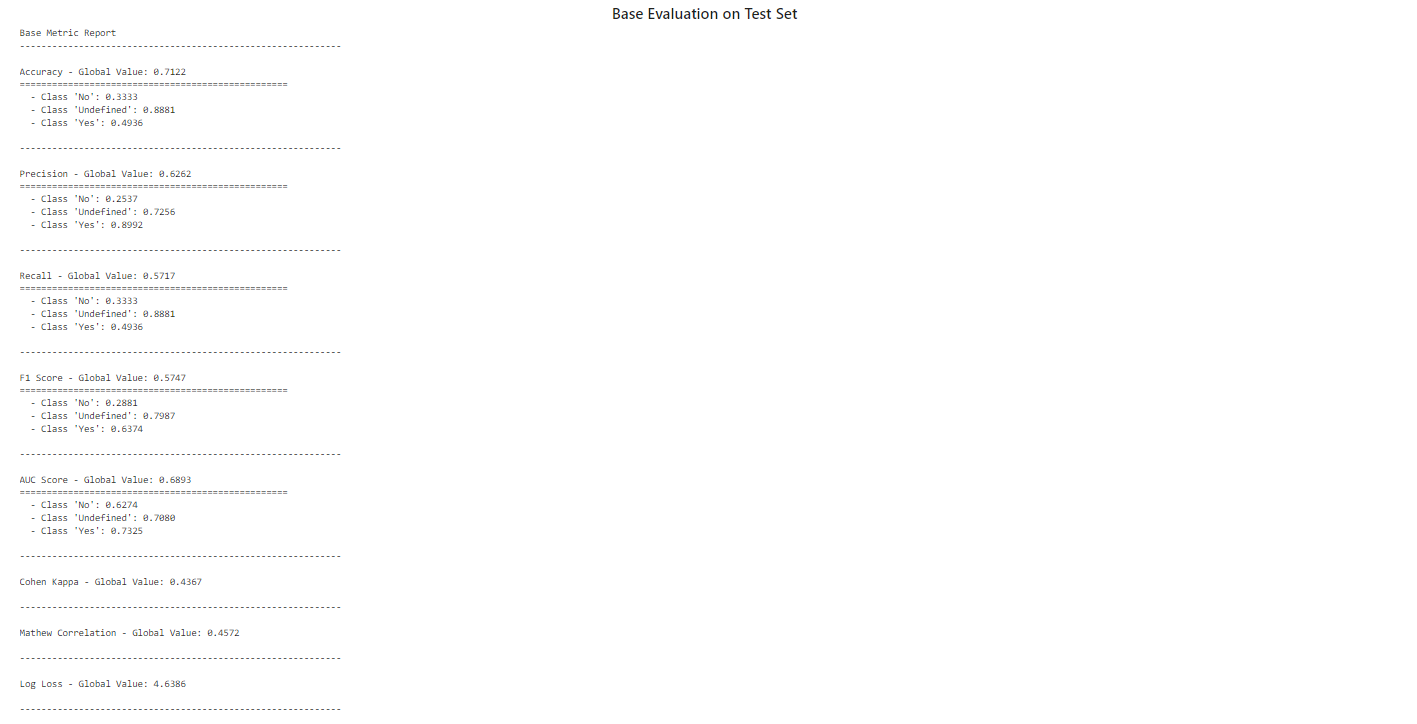 Base Evaluation on Test Set
Base Metric Report
------------------------------------------------------------
Accuracy - Global Value: 0.7122
==================================================
- Class 'No': 0.3333
- Class 'Undefined': 0.8881
- Class 'Yes': 0.4936
------------------------------------------------------------
Precision - Global Value: 0.6262
==================================================
- Class 'No': 0.2537
- Class 'Undefined': 0.7256
- Class 'Yes': 0.8992
------------------------------------------------------------
Recall - Global Value: 0.5717
==================================================
- Class 'No': 0.3333
- Class 'Undefined': 0.8881
- Class 'Yes': 0.4936
------------------------------------------------------------
F1 Score - Global Value: 0.5747
==================================================
- Class 'No': 0.2881
- Class 'Undefined': 0.7987
- Class 'Yes': 0.6374
------------------------------------------------------------
AUC Score - Global Value: 0.6893
==================================================
- Class 'No': 0.6274
- Class 'Undefined': 0.7080
- Class 'Yes': 0.7325
------------------------------------------------------------
Cohen Kappa - Global Value: 0.4367
------------------------------------------------------------
Mathew Correlation - Global Value: 0.4572
------------------------------------------------------------
Log Loss - Global Value: 4.6386
------------------------------------------------------------